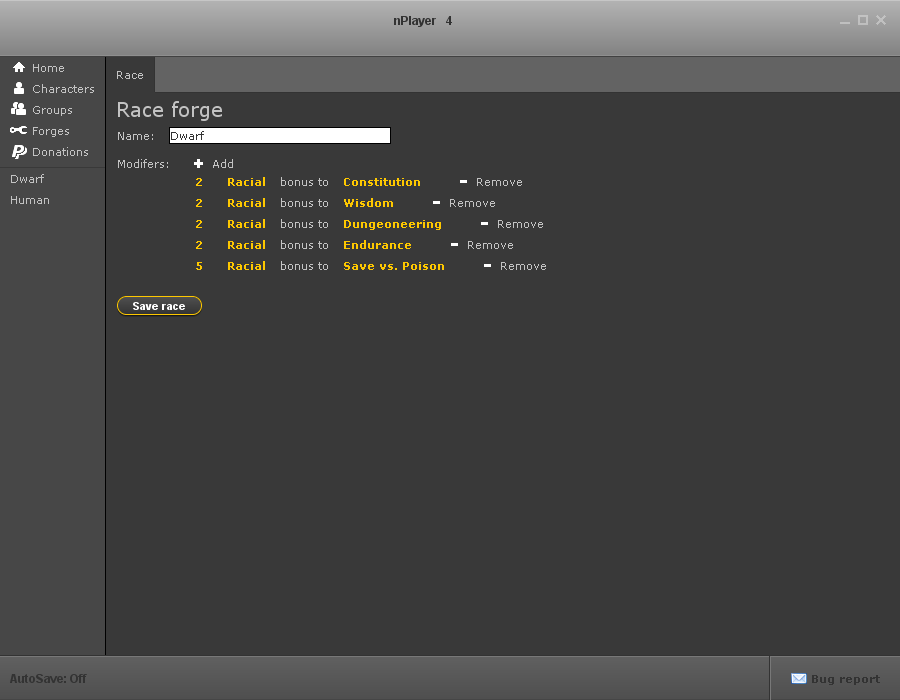 nPlayer 4
Home
Characters
Groups
Forges
Donations
Dwarf
Human
Race
Race forge
Name: Dwarf
Modifers: Add
2 Racial bonus to Constitution Remove
2 Racial bonus to Wisdom Remove
2 Racial bonus to Dungeoneering Remove
2 Racial bonus to Endurance Remove
5 Racial bonus to Save vs. Poison Remove
Save race
AutoSave: Off
Bug report